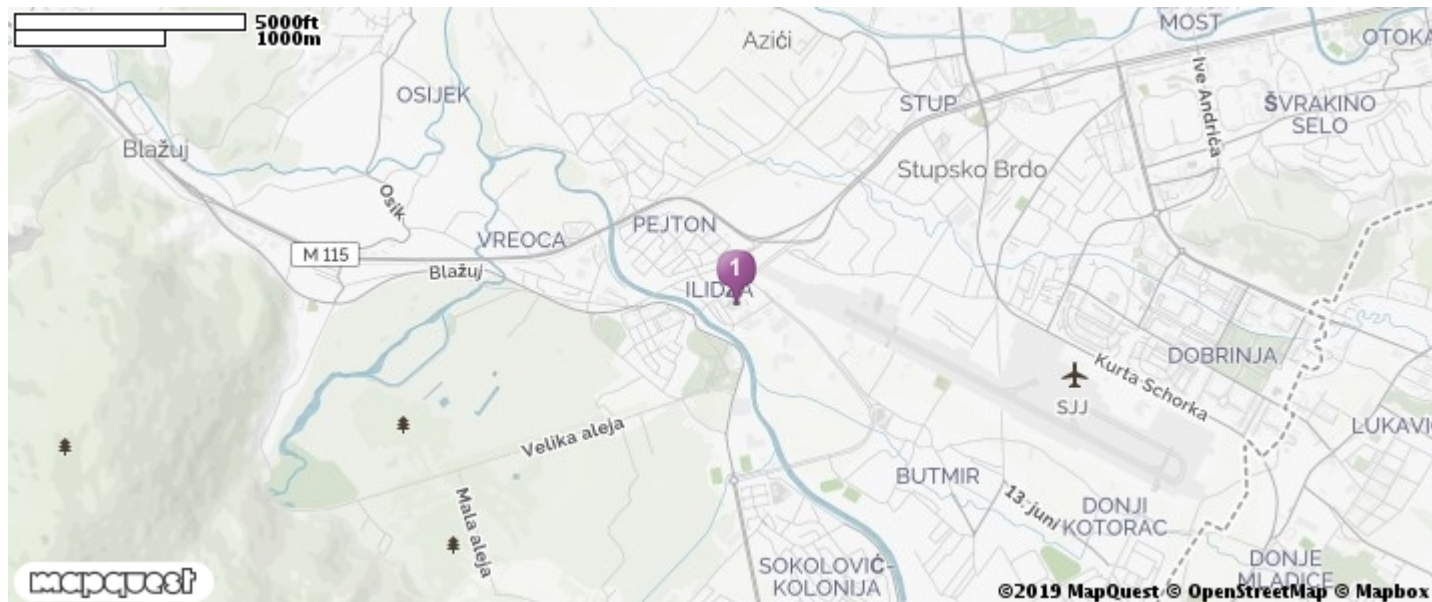 5000ft
1000m
MOST
OTOKA
Azići
Ive Andrića
OSIJEK
STUP
ŠVRAKINO
SELO
Blažuj
Stupsko Brdo
Osik
PEJTON
VREOCA
M 115
Blažuj
1
ILIDŽA
DOBRINJA
Kurta Schorka
SJJ
LUKAVI
Velika aleja
BUTMIR
13. juni
DONJI
KOTORAC
Mala aleja
DONJE
MLADICE
SOKOLOVIĆ-
KOLONIJA
mapquest
©2019 MapQuest © OpenStreetMap © Mapbox